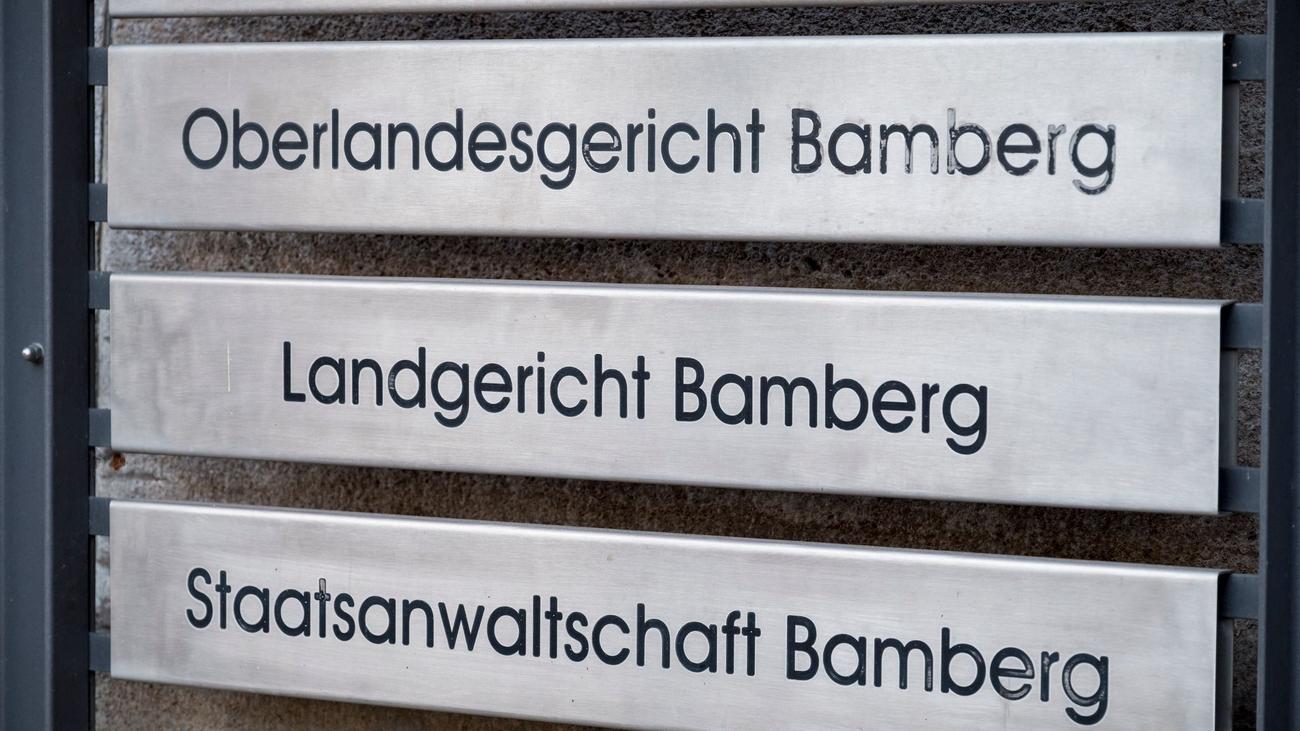 Oberlandesgericht Bamberg
Landgericht Bamberg
Staatsanwaltschaft Bamberg